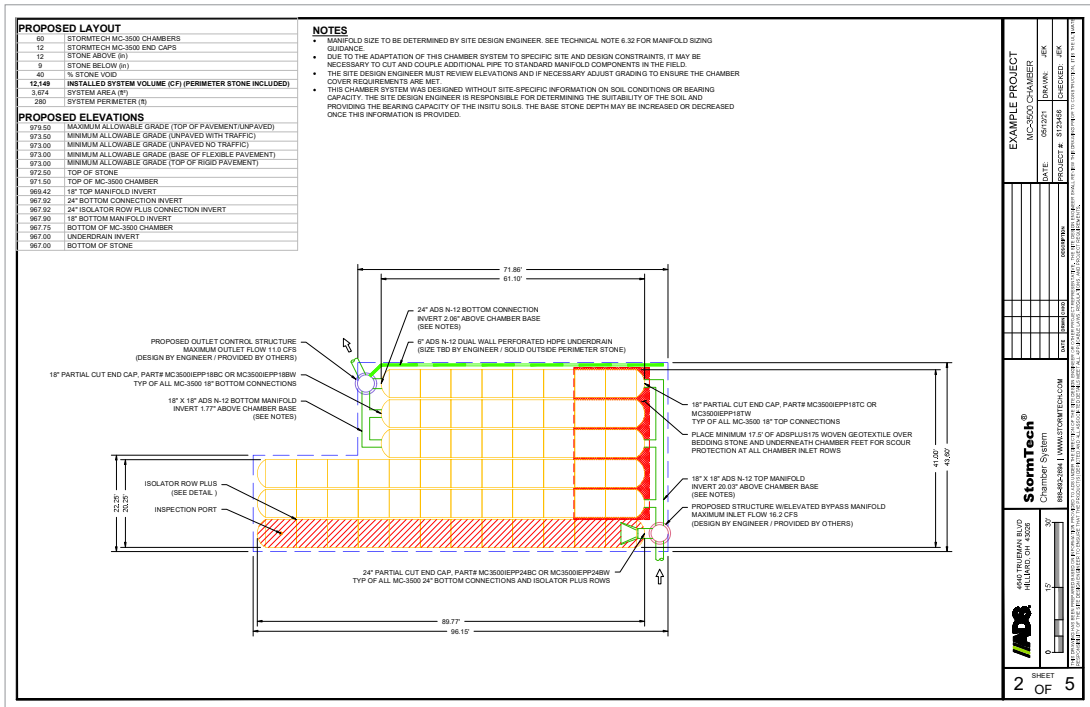 PROPOSED LAYOUT
60 STORMTECH MC-3500 CHAMBERS
12 STORMTECH MC-3500 END CAPS
12 STONE ABOVE (in)
9 STONE BELOW (in)
40 % STONE VOID
12,149 INSTALLED SYSTEM VOLUME (CF) (PERIMETER STONE INCLUDED)
3,674 SYSTEM AREA (ft²)
280 SYSTEM PERIMETER (ft)
PROPOSED ELEVATIONS
979.50 MAXIMUM ALLOWABLE GRADE (TOP OF PAVEMENT/UNPAVED)
973.50 MINIMUM ALLOWABLE GRADE (UNPAVED WITH TRAFFIC)
973.00 MINIMUM ALLOWABLE GRADE (UNPAVED NO TRAFFIC)
973.00 MINIMUM ALLOWABLE GRADE (BASE OF FLEXIBLE PAVEMENT)
973.00 MINIMUM ALLOWABLE GRADE (TOP OF RIGID PAVEMENT)
972.50 TOP OF STONE
971.50 TOP OF MC-3500 CHAMBER
969.42 18" TOP MANIFOLD INVERT
967.92 24" BOTTOM CONNECTION INVERT
967.92 24" ISOLATOR ROW PLUS CONNECTION INVERT
967.90 18" BOTTOM MANIFOLD INVERT
967.75 BOTTOM OF MC-3500 CHAMBER
967.00 UNDERDRAIN INVERT
967.00 BOTTOM OF STONE
NOTES
• MANIFOLD SIZE TO BE DETERMINED BY SITE DESIGN ENGINEER. SEE TECHNICAL NOTE 6.32 FOR MANIFOLD SIZING
GUIDANCE.
• DUE TO THE ADAPTATION OF THIS CHAMBER SYSTEM TO SPECIFIC SITE AND DESIGN CONSTRAINTS, IT MAY BE
NECESSARY TO CUT AND COUPLE ADDITIONAL PIPE TO STANDARD MANIFOLD COMPONENTS IN THE FIELD.
• THE SITE DESIGN ENGINEER MUST REVIEW ELEVATIONS AND IF NECESSARY ADJUST GRADING TO ENSURE THE CHAMBER
COVER REQUIREMENTS ARE MET.
• THIS CHAMBER SYSTEM WAS DESIGNED WITHOUT SITE-SPECIFIC INFORMATION ON SOIL CONDITIONS OR BEARING
CAPACITY. THE SITE DESIGN ENGINEER IS RESPONSIBLE FOR DETERMINING THE SUITABILITY OF THE SOIL AND
PROVIDING THE BEARING CAPACITY OF THE INSITU SOILS. THE BASE STONE DEPTH MAY BE INCREASED OR DECREASED
ONCE THIS INFORMATION IS PROVIDED.
71.86'
61.10'
24" ADS N-12 BOTTOM CONNECTION
INVERT 2.06" ABOVE CHAMBER BASE
(SEE NOTES)
6" ADS N-12 DUAL WALL PERFORATED HDPE UNDERDRAIN
(SIZE TBD BY ENGINEER / SOLID OUTSIDE PERIMETER STONE)
PROPOSED OUTLET CONTROL STRUCTURE
MAXIMUM OUTLET FLOW 11.0 CFS
(DESIGN BY ENGINEER / PROVIDED BY OTHERS)
18" PARTIAL CUT END CAP, PART# MC3500IEPP18BC OR MC3500IEPP18BW
TYP OF ALL MC-3500 18" BOTTOM CONNECTIONS
18" X 18" ADS N-12 BOTTOM MANIFOLD
INVERT 1.77" ABOVE CHAMBER BASE
(SEE NOTES)
ISOLATOR ROW PLUS
(SEE DETAIL )
INSPECTION PORT
22.25'
20.25'
18" PARTIAL CUT END CAP, PART# MC3500IEPP18TC OR
MC3500IEPP18TW
TYP OF ALL MC-3500 18" TOP CONNECTIONS
PLACE MINIMUM 17.5' OF ADSPLUS175 WOVEN GEOTEXTILE OVER
BEDDING STONE AND UNDERNEATH CHAMBER FEET FOR SCOUR
PROTECTION AT ALL CHAMBER INLET ROWS
18" X 18" ADS N-12 TOP MANIFOLD
INVERT 20.03" ABOVE CHAMBER BASE
(SEE NOTES)
PROPOSED STRUCTURE W/ELEVATED BYPASS MANIFOLD
MAXIMUM INLET FLOW 16.2 CFS
(DESIGN BY ENGINEER / PROVIDED BY OTHERS)
41.00'
43.60'
24" PARTIAL CUT END CAP, PART# MC3500IEPP24BC OR MC3500IEPP24BW
TYP OF ALL MC-3500 24" BOTTOM CONNECTIONS AND ISOLATOR PLUS ROWS
89.77'
96.15'
EXAMPLE PROJECT
MC-3500 CHAMBER
DATE: 05/12/21 DRAWN: JEK
PROJECT #: S123456 CHECKED: JEK
DATE DRWN CHKD DESCRIPTION
StormTech®
Chamber System
888-892-2694 | WWW.STORMTECH.COM
ADS
4640 TRUEMAN BLVD
HILLIARD, OH 43026
0 15' 30'
SHEET
2 OF 5